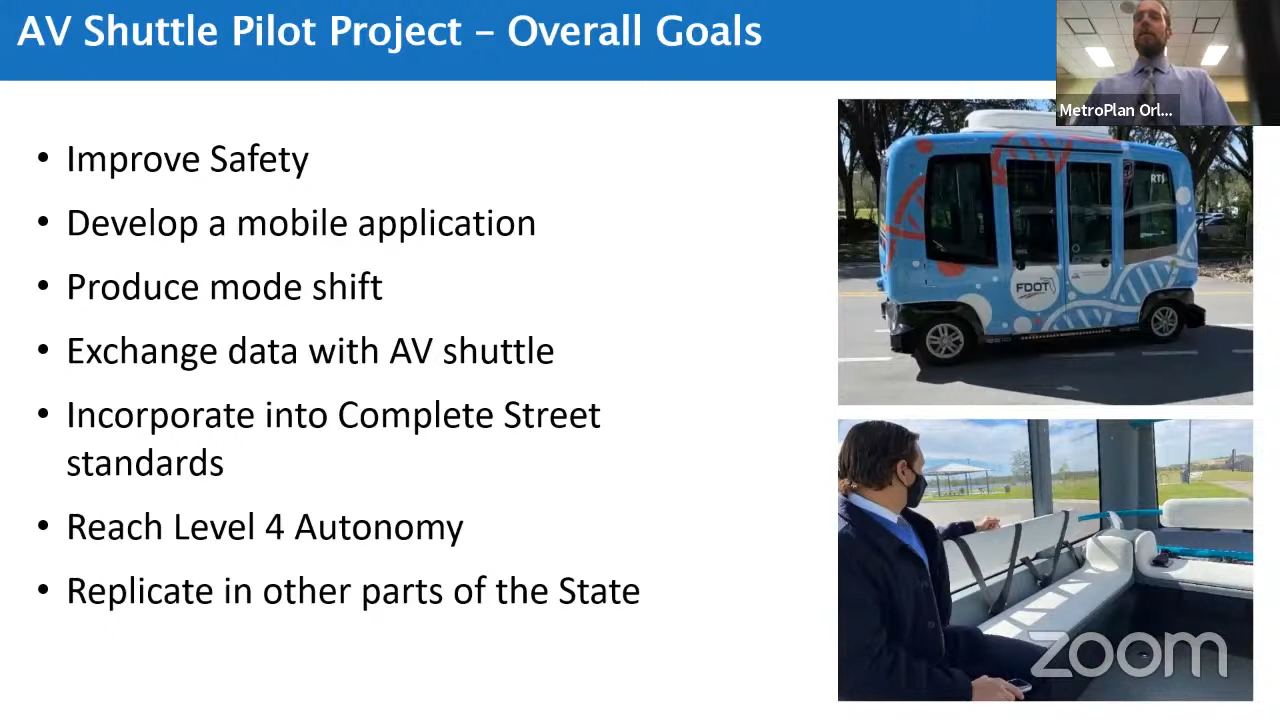 AV Shuttle Pilot Project – Overall Goals
MetroPlan Orl...
• Improve Safety
• Develop a mobile application
• Produce mode shift
• Exchange data with AV shuttle
• Incorporate into Complete Street
standards
• Reach Level 4 Autonomy
• Replicate in other parts of the State
FDOT
zoom